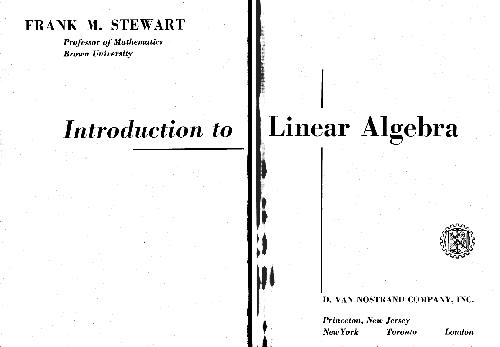 FRANK M. STEWART
Professor of Mathematics
Brown University
Introduction to Linear Algebra
D. VAN NOSTRAND COMPANY, INC.
Princeton, New Jersey
New York Toronto London